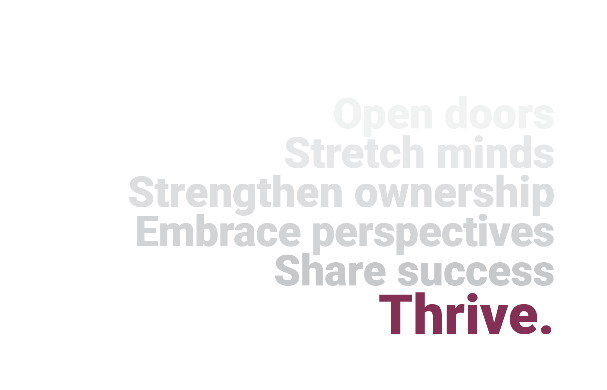 Open doors
Stretch minds
Strengthen ownership
Embrace perspectives
Share success
Thrive.